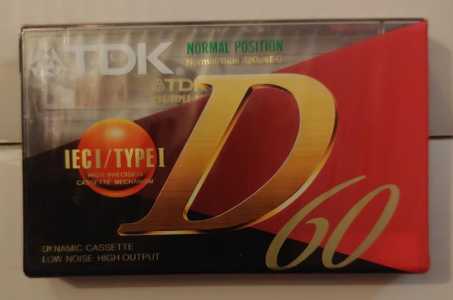 TDK
NORMAL POSITION
TDK
D
IEC I/TYPE I
HIGH PRECISION
CASSETTE MECHANISM
60
DYNAMIC CASSETTE
LOW NOISE HIGH OUTPUT